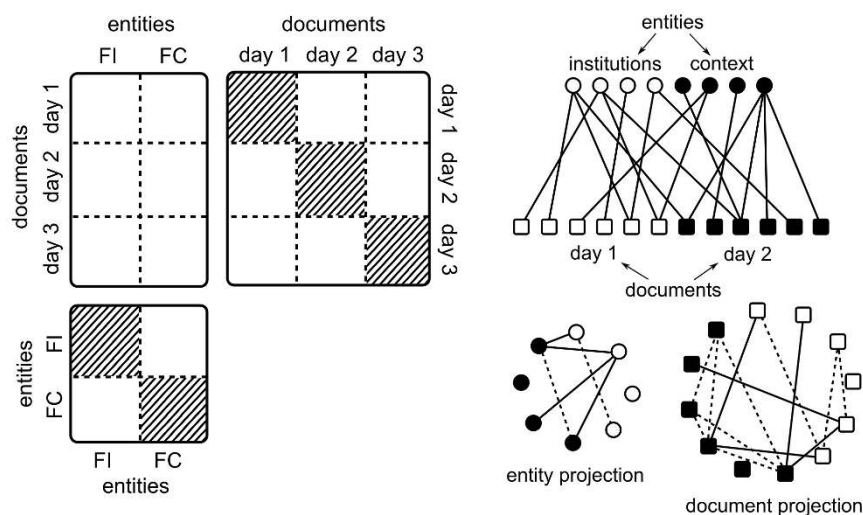 entities
FI FC
documents
day 1
day 2
day 3
documents
day 1 day 2 day 3
day 1
day 2
day 3
entities
FI
FC
FI FC
entities
entities
institutions context
day 1 day 2
documents
entity projection
document projection